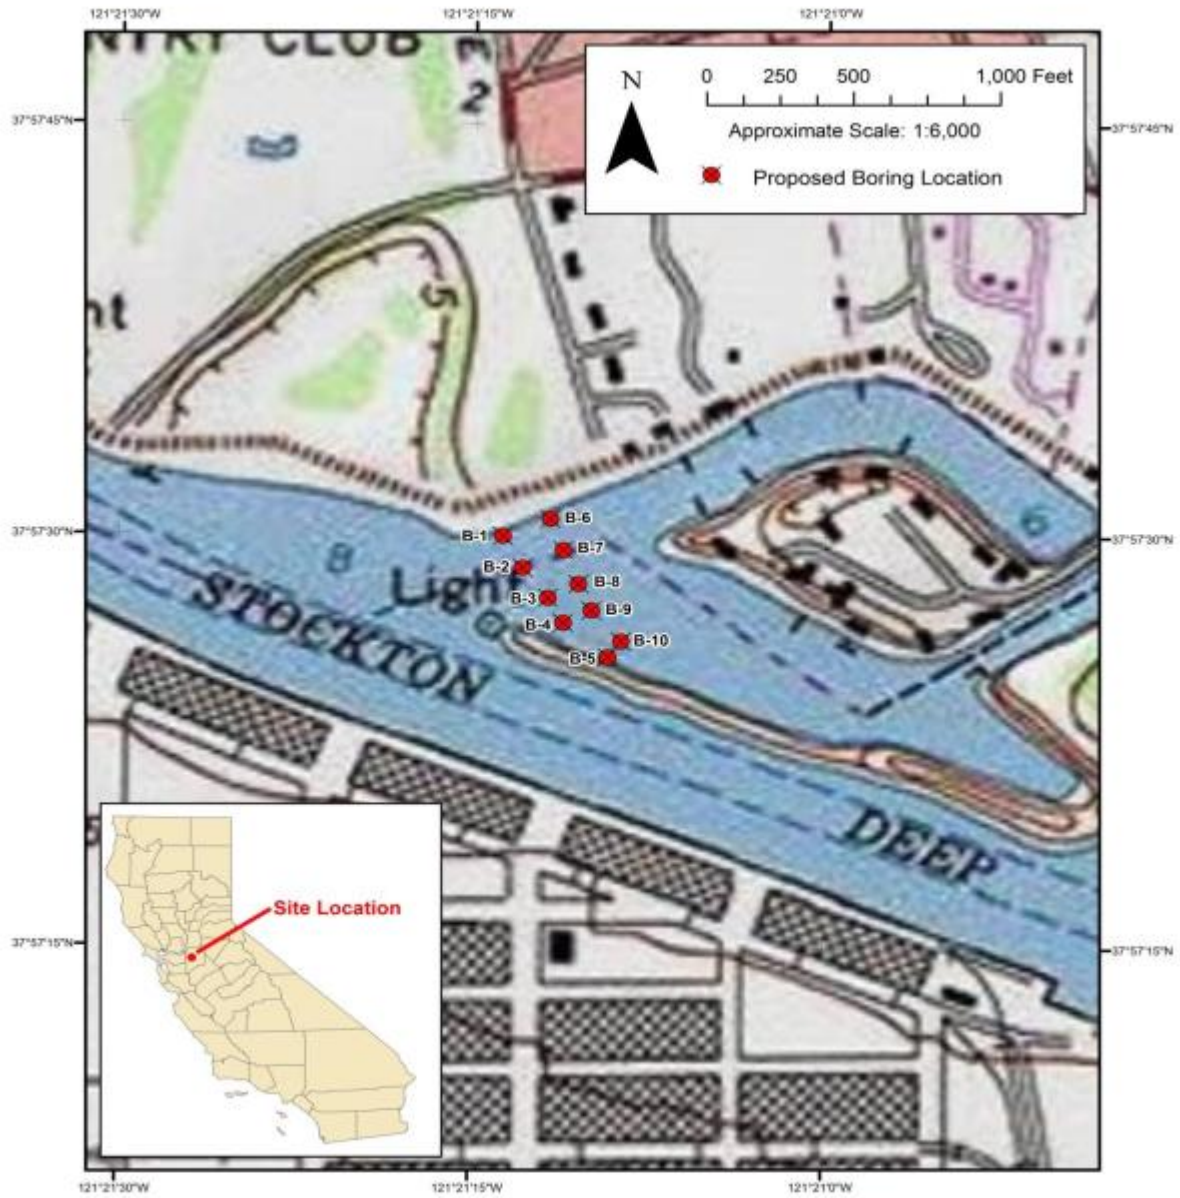 121°21'30"W 121°21'15"W 121°21'0"W
NTRY CLUB
2
N
0 250 500 1,000 Feet
Approximate Scale: 1:6,000
Proposed Boring Location
37°57'45"N 37°57'45"N
5
nt
37°57'30"N 37°57'30"N
B-6
B-1
B-7
B-2
B-8
B-3
B-9
B-4
B-10
B-5
8
6
Light
STOCKTON
DEEP
5
Site Location
37°57'15"N 37°57'15"N
121°21'30"W 121°21'15"W 121°21'0"W